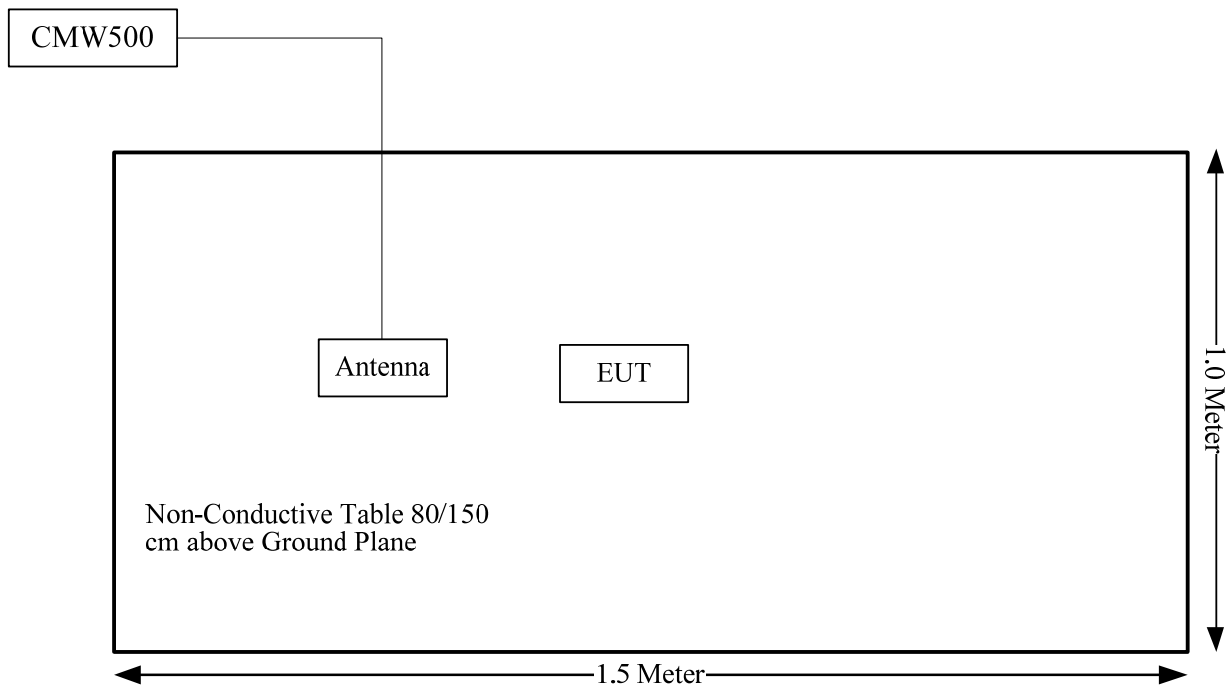 CMW500
Antenna
EUT
1.0 Meter
Non-Conductive Table 80/150
cm above Ground Plane
1.5 Meter